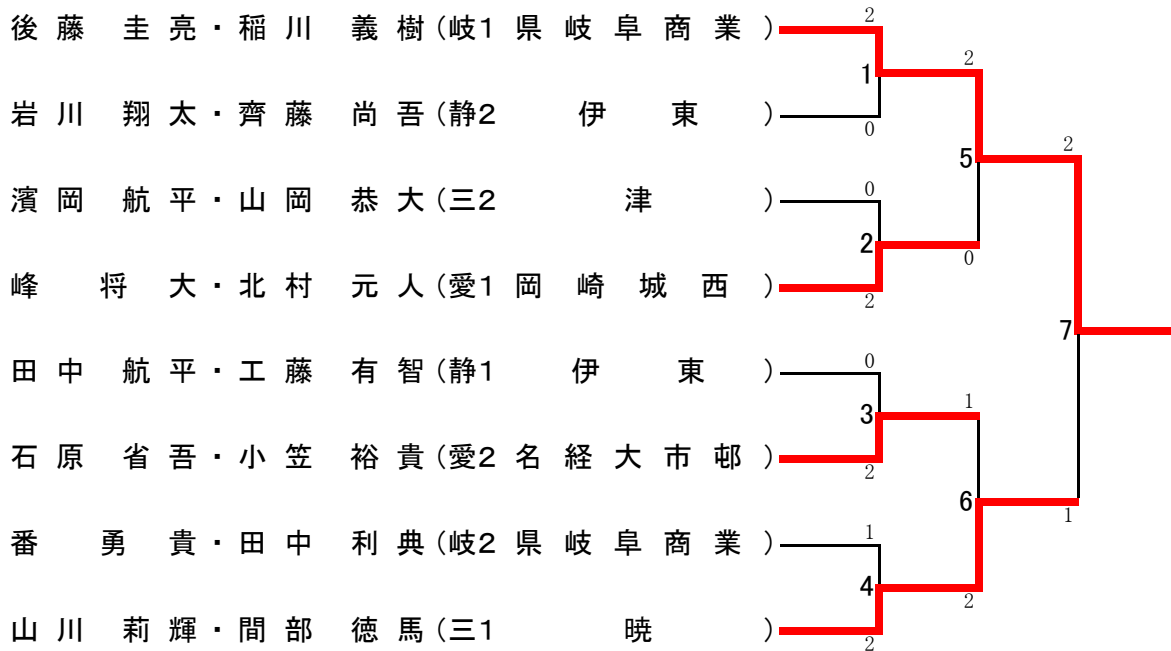 後藤 圭亮・稲川 義樹(岐1 県岐阜商業)
2
2
1
岩川 翔太・齊藤 尚吾(静2 伊東)
0
5
2
濱岡 航平・山岡 恭大(三2 津)
0
2
0
峰 将大・北村 元人(愛1 岡崎城西)
2
7
田中 航平・工藤 有智(静1 伊東)
0
3
1
石原 省吾・小笠 裕貴(愛2 名経大市邨)
2
6
1
番 勇貴・田中 利典(岐2 県岐阜商業)
1
4
2
山川 莉輝・間部 徳馬(三1 暁)
2